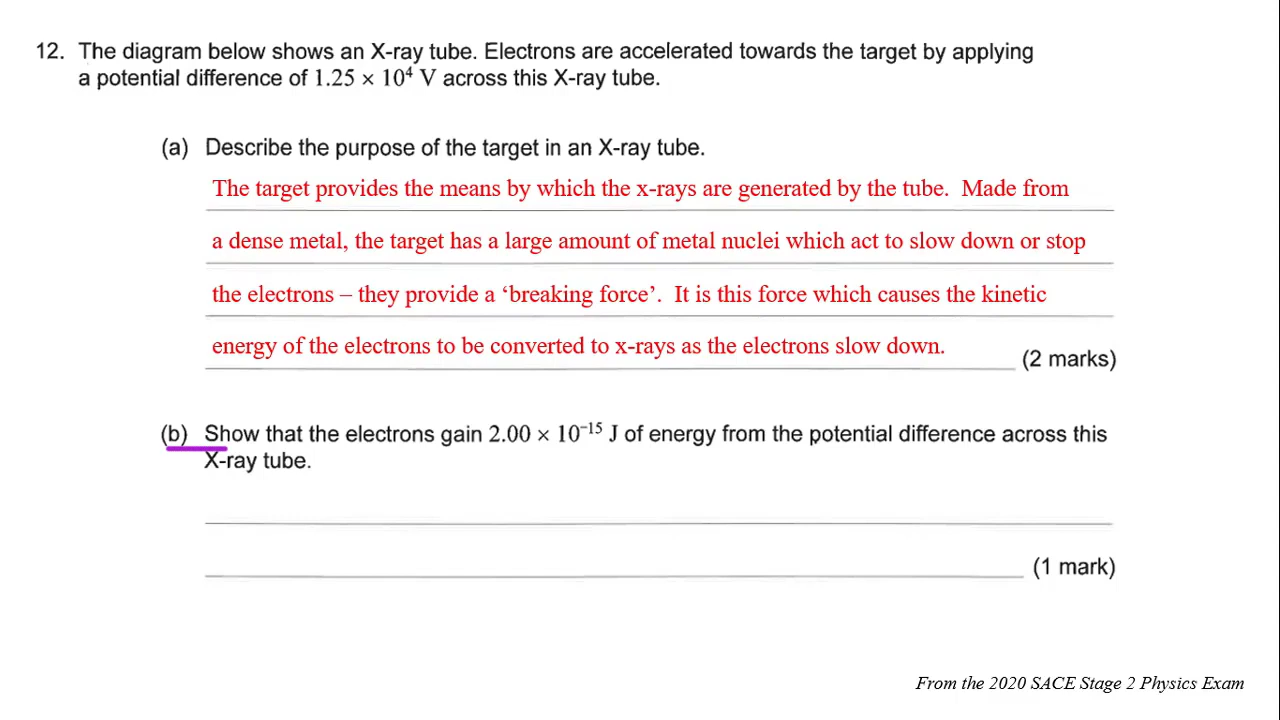 12. The diagram below shows an X-ray tube. Electrons are accelerated towards the target by applying
a potential difference of 1.25 × 10⁴ V across this X-ray tube.
(a) Describe the purpose of the target in an X-ray tube.
The target provides the means by which the x-rays are generated by the tube. Made from
a dense metal, the target has a large amount of metal nuclei which act to slow down or stop
the electrons – they provide a ‘breaking force’. It is this force which causes the kinetic
energy of the electrons to be converted to x-rays as the electrons slow down.
(2 marks)
(b) Show that the electrons gain 2.00 × 10⁻¹⁵ J of energy from the potential difference across this
X-ray tube.
(1 mark)
From the 2020 SACE Stage 2 Physics Exam